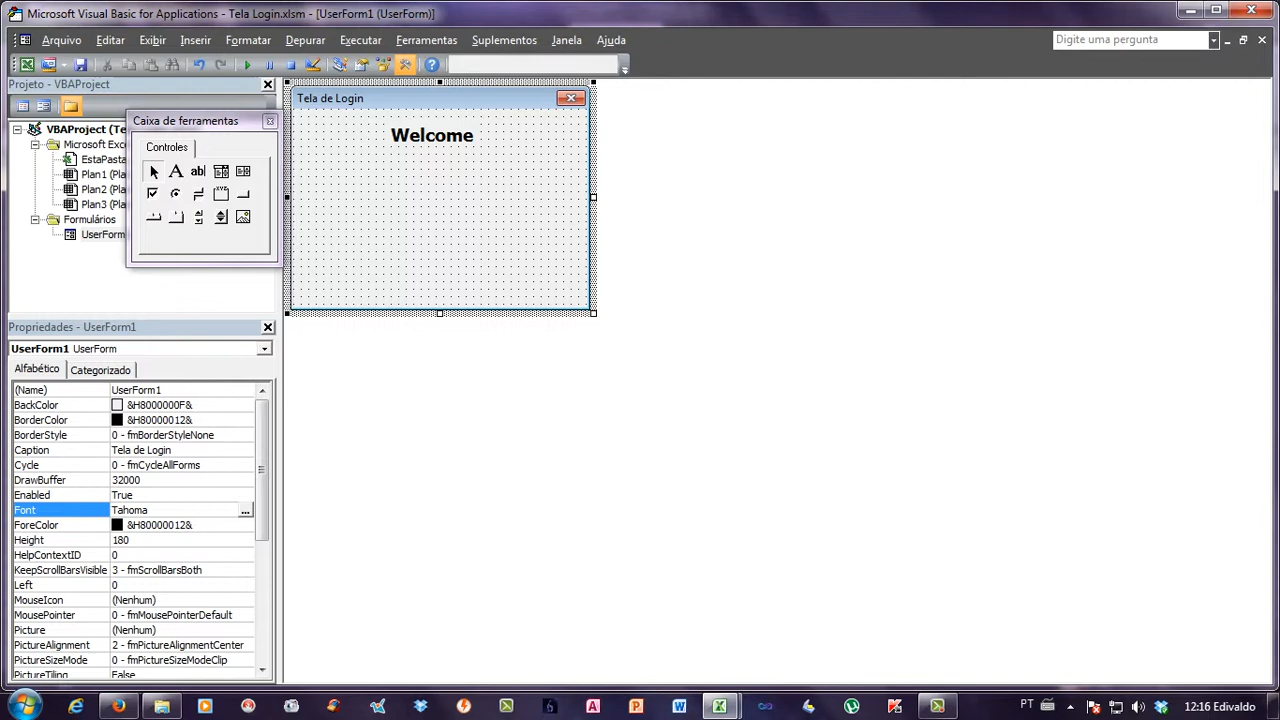 Microsoft Visual Basic for Applications - Tela Login.xlsm - [UserForm1 (UserForm)]
Arquivo Editar Exibir Inserir Formatar Depurar Executar Ferramentas Suplementos Janela Ajuda
Digite uma pergunta
Projeto - VBAProject
VBAProject (Te
Microsoft Exce
EstaPasta
Plan1 (Pla
Plan2 (Pla
Plan3 (Pla
Formulários
UserForm
Caixa de ferramentas
Controles
A ab|
Tela de Login
Welcome
Propriedades - UserForm1
UserForm1 UserForm
Alfabético Categorizado
(Name) UserForm1
BackColor &H8000000F&
BorderColor &H80000012&
BorderStyle 0 - fmBorderStyleNone
Caption Tela de Login
Cycle 0 - fmCycleAllForms
DrawBuffer 32000
Enabled True
Font Tahoma ...
ForeColor &H80000012&
Height 180
HelpContextID 0
KeepScrollBarsVisible 3 - fmScrollBarsBoth
Left 0
MouseIcon (Nenhum)
MousePointer 0 - fmMousePointerDefault
Picture (Nenhum)
PictureAlignment 2 - fmPictureAlignmentCenter
PictureSizeMode 0 - fmPictureSizeModeClip
PictureTiling False
PT 12:16 Edivaldo